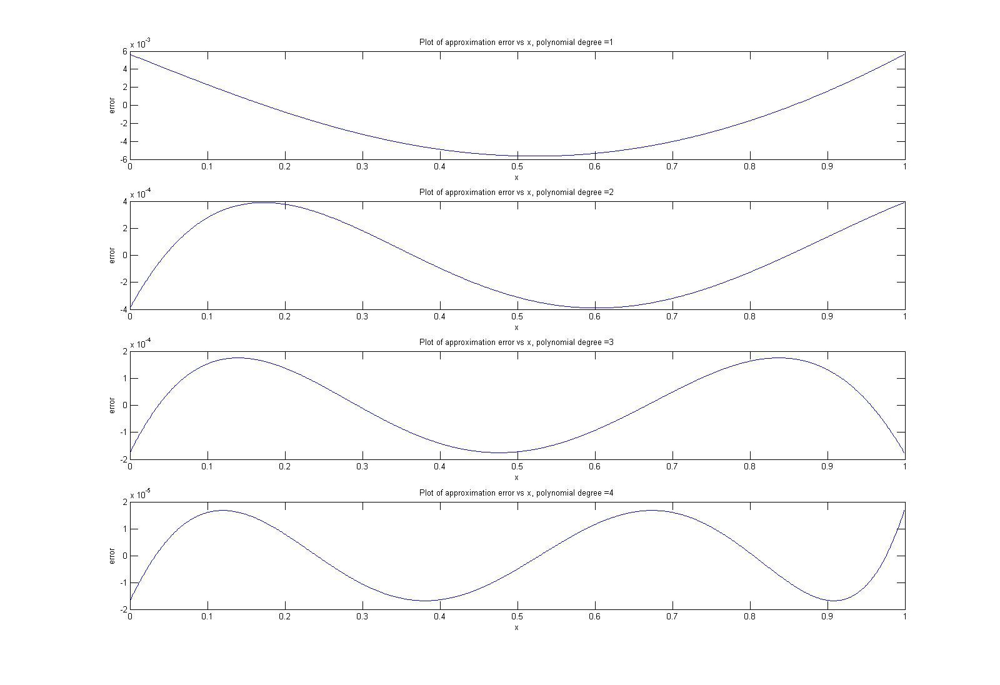 Plot of approximation error vs x, polynomial degree =1
x 10-3
6
4
2
0
-2
-4
-6
error
0 0.1 0.2 0.3 0.4 0.5 0.6 0.7 0.8 0.9 1
x
Plot of approximation error vs x, polynomial degree =2
x 10-4
4
2
0
-2
-4
error
0 0.1 0.2 0.3 0.4 0.5 0.6 0.7 0.8 0.9 1
x
Plot of approximation error vs x, polynomial degree =3
x 10-4
2
1
0
-1
-2
error
0 0.1 0.2 0.3 0.4 0.5 0.6 0.7 0.8 0.9 1
x
Plot of approximation error vs x, polynomial degree =4
x 10-5
2
1
0
-1
-2
error
0 0.1 0.2 0.3 0.4 0.5 0.6 0.7 0.8 0.9 1
x